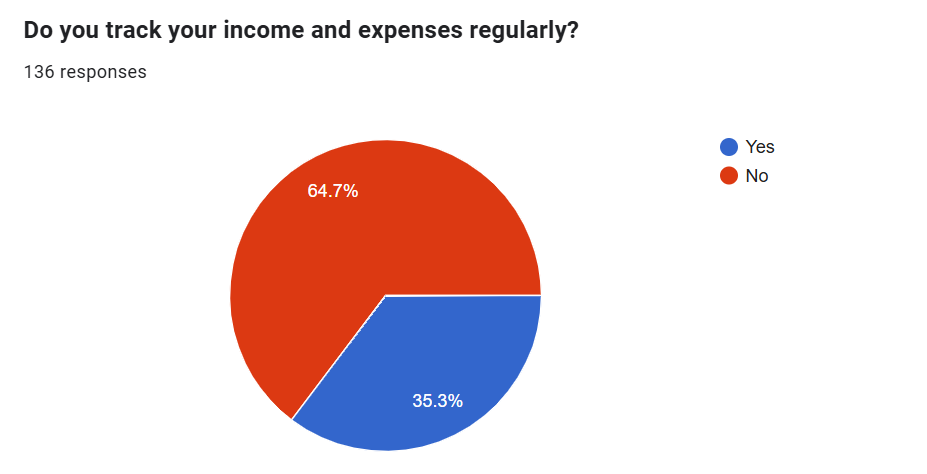 Do you track your income and expenses regularly?
136 responses
Yes
No
64.7%
35.3%